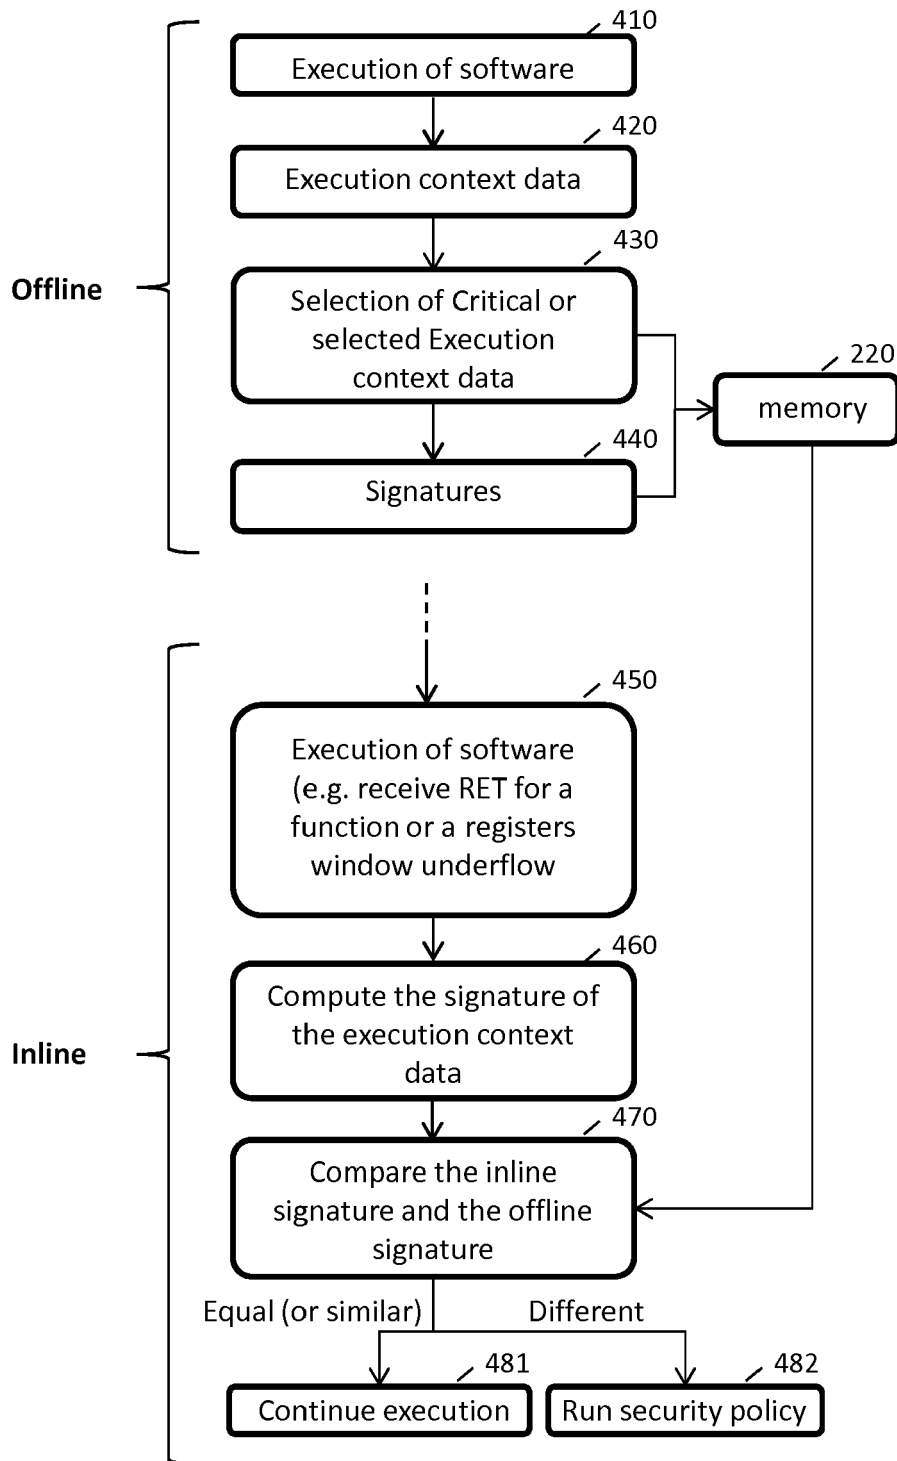 410
Execution of software
420
Execution context data
430
Offline
Selection of Critical or
selected Execution
context data
220
memory
440
Signatures
450
Execution of software
(e.g. receive RET for a
function or a registers
window underflow
460
Inline
Compute the signature of
the execution context
data
470
Compare the inline
signature and the offline
signature
Equal (or similar)
Different
481
Continue execution
482
Run security policy